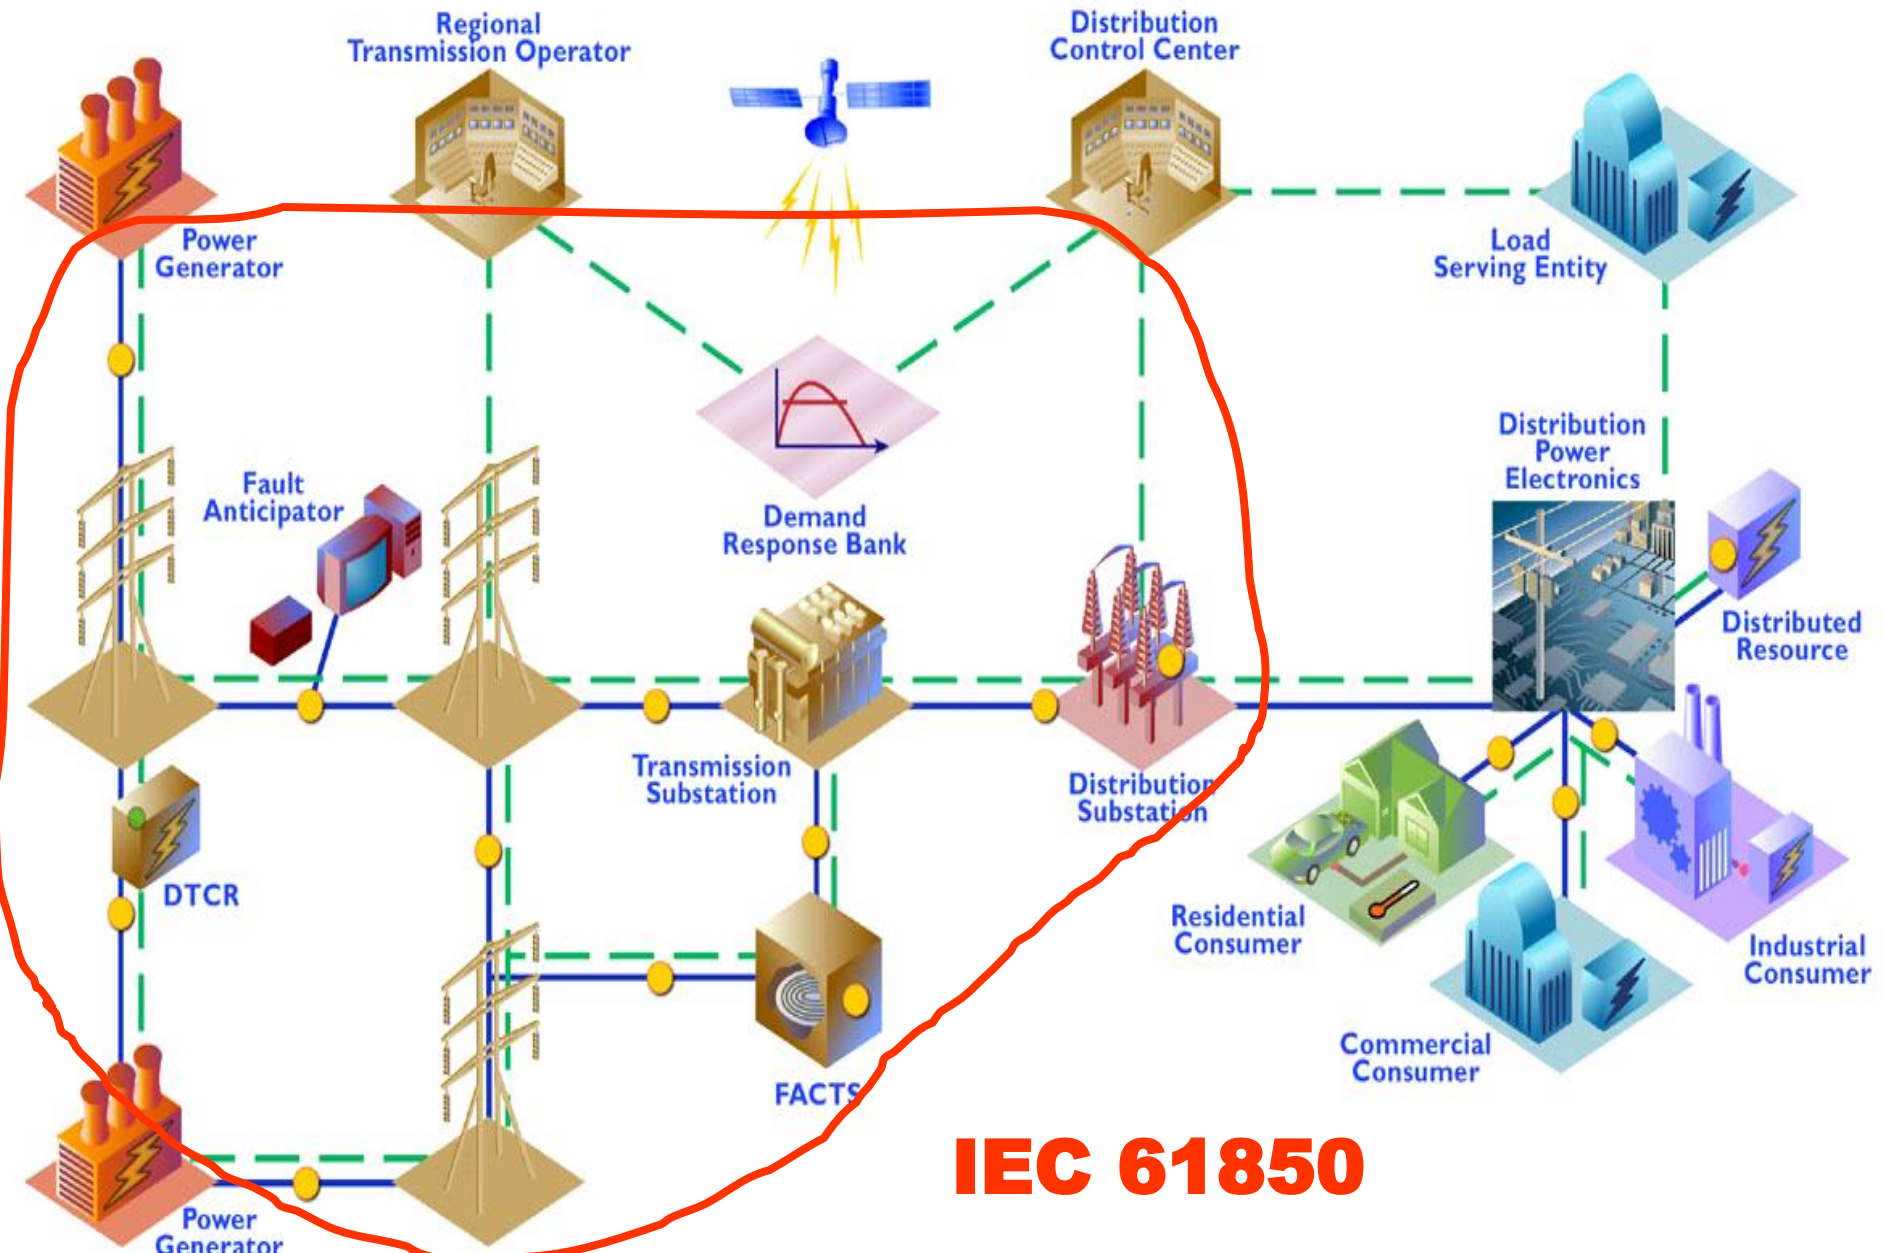 Regional
Transmission Operator
Distribution
Control Center
Power
Generator
Load
Serving Entity
Distribution
Power
Electronics
Fault
Anticipator
Demand
Response Bank
Distributed
Resource
Transmission
Substation
Distribution
Substation
DTCR
Residential
Consumer
Industrial
Consumer
Commercial
Consumer
FACTS
IEC 61850
Power
Generator